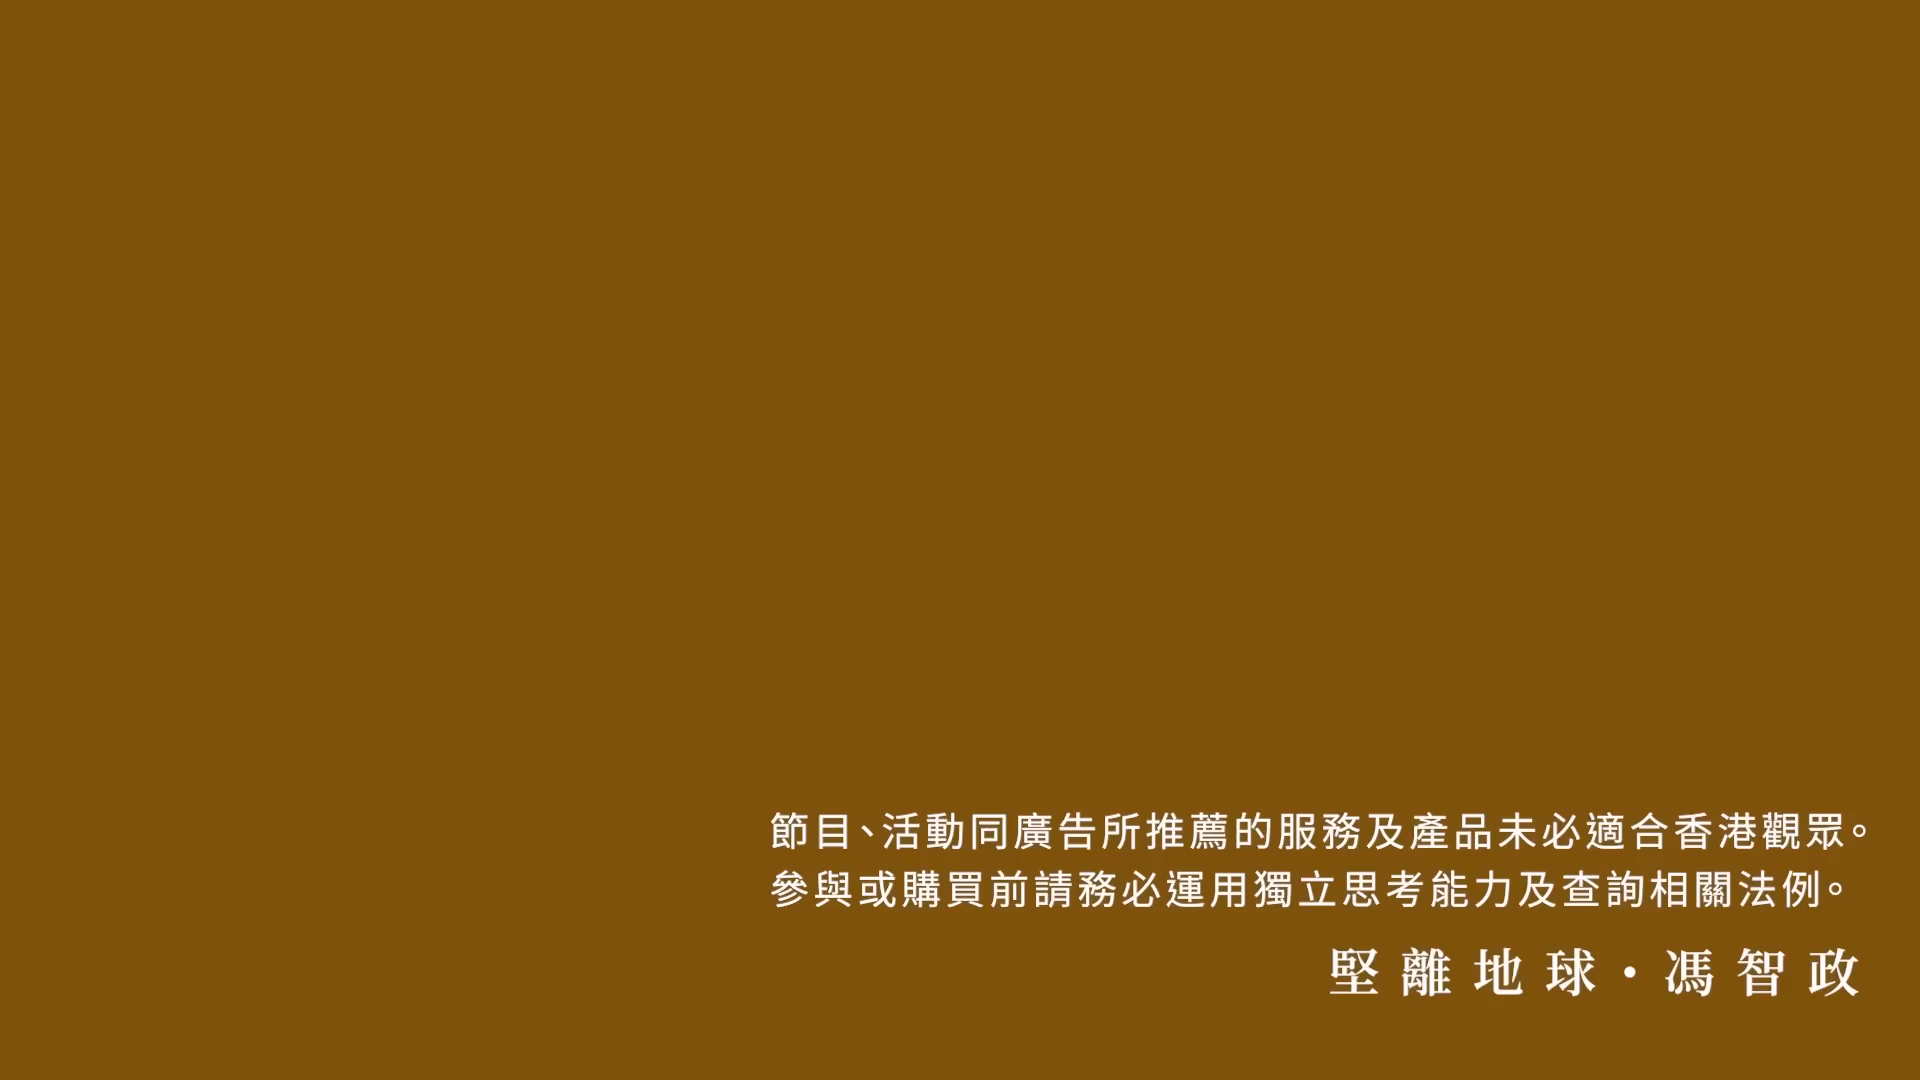 節目、活動同廣告所推薦的服務及產品未必適合香港觀眾。
參與或購買前請務必運用獨立思考能力及查詢相關法例。
堅離地球・馮智政